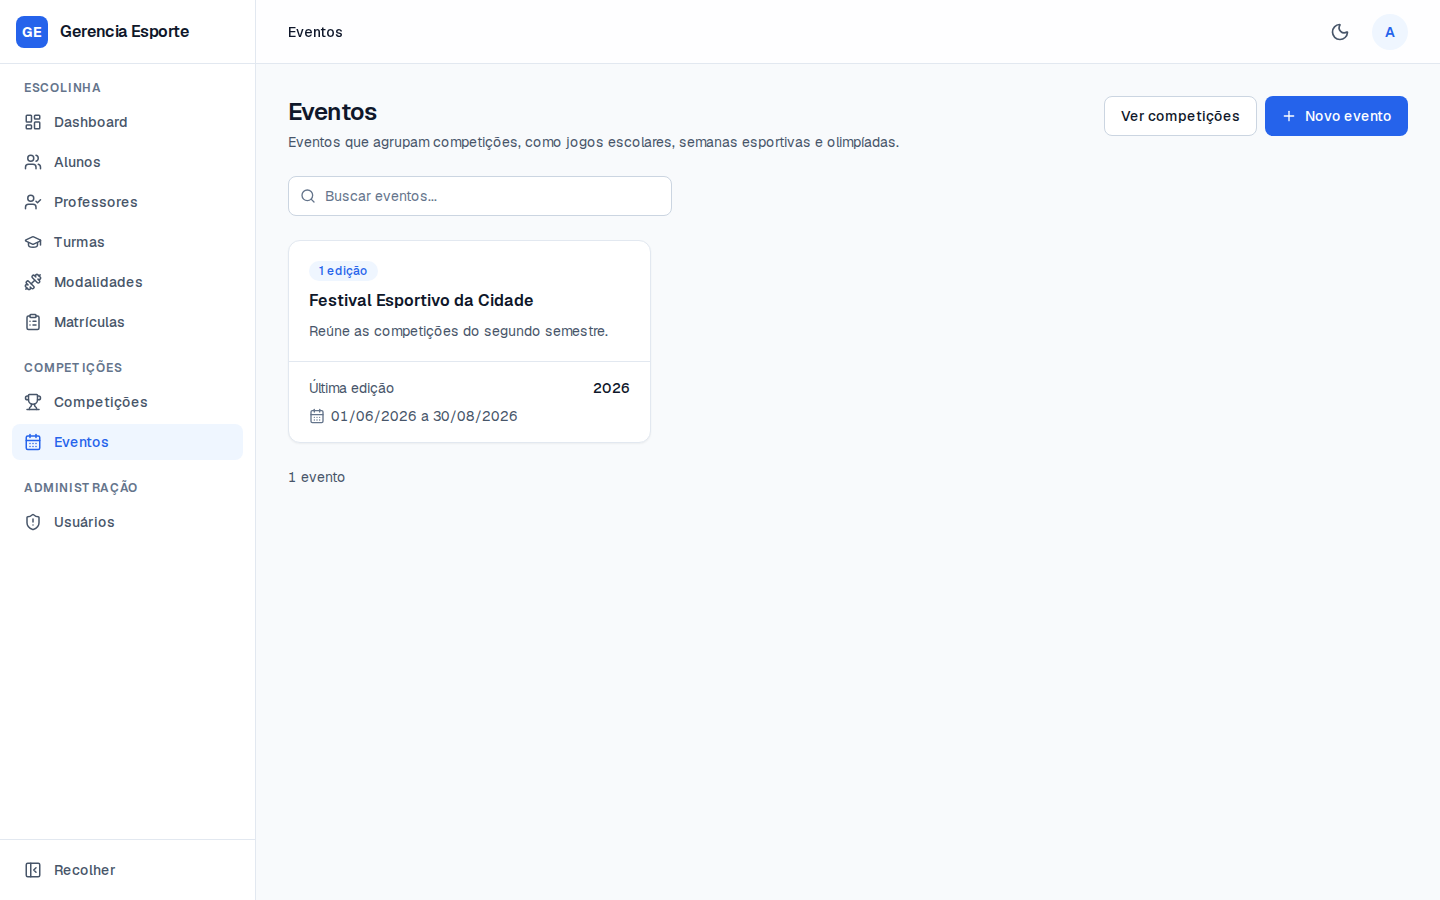 GE
Gerencia Esporte
Eventos
A
ESCOLINHA
Dashboard
Alunos
Professores
Turmas
Modalidades
Matrículas
COMPETIÇÕES
Competições
Eventos
ADMINISTRAÇÃO
Usuários
Recolher
Eventos
Eventos que agrupam competições, como jogos escolares, semanas esportivas e olimpíadas.
Ver competições
Novo evento
Buscar eventos...
1 edição
Festival Esportivo da Cidade
Reúne as competições do segundo semestre.
Última edição
2026
01/06/2026 a 30/08/2026
1 evento